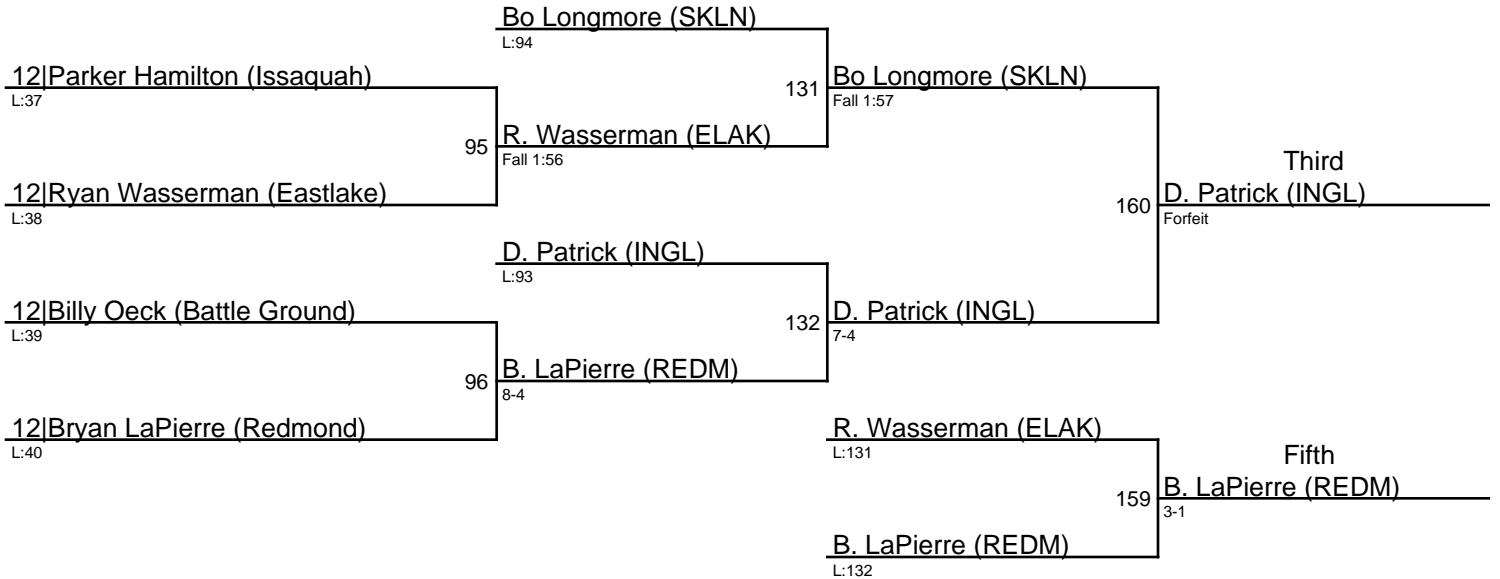 Bo Longmore (SKLN)
L:94
12|Parker Hamilton (Issaquah)
L:37
131
Bo Longmore (SKLN)
Fall 1:57
95
R. Wasserman (ELAK)
Fall 1:56
Third
12|Ryan Wasserman (Eastlake)
L:38
160
D. Patrick (INGL)
Forfeit
D. Patrick (INGL)
L:93
12|Billy Oeck (Battle Ground)
L:39
132
D. Patrick (INGL)
7-4
96
B. LaPierre (REDM)
8-4
12|Bryan LaPierre (Redmond)
L:40
R. Wasserman (ELAK)
L:131
Fifth
159
B. LaPierre (REDM)
3-1
B. LaPierre (REDM)
L:132